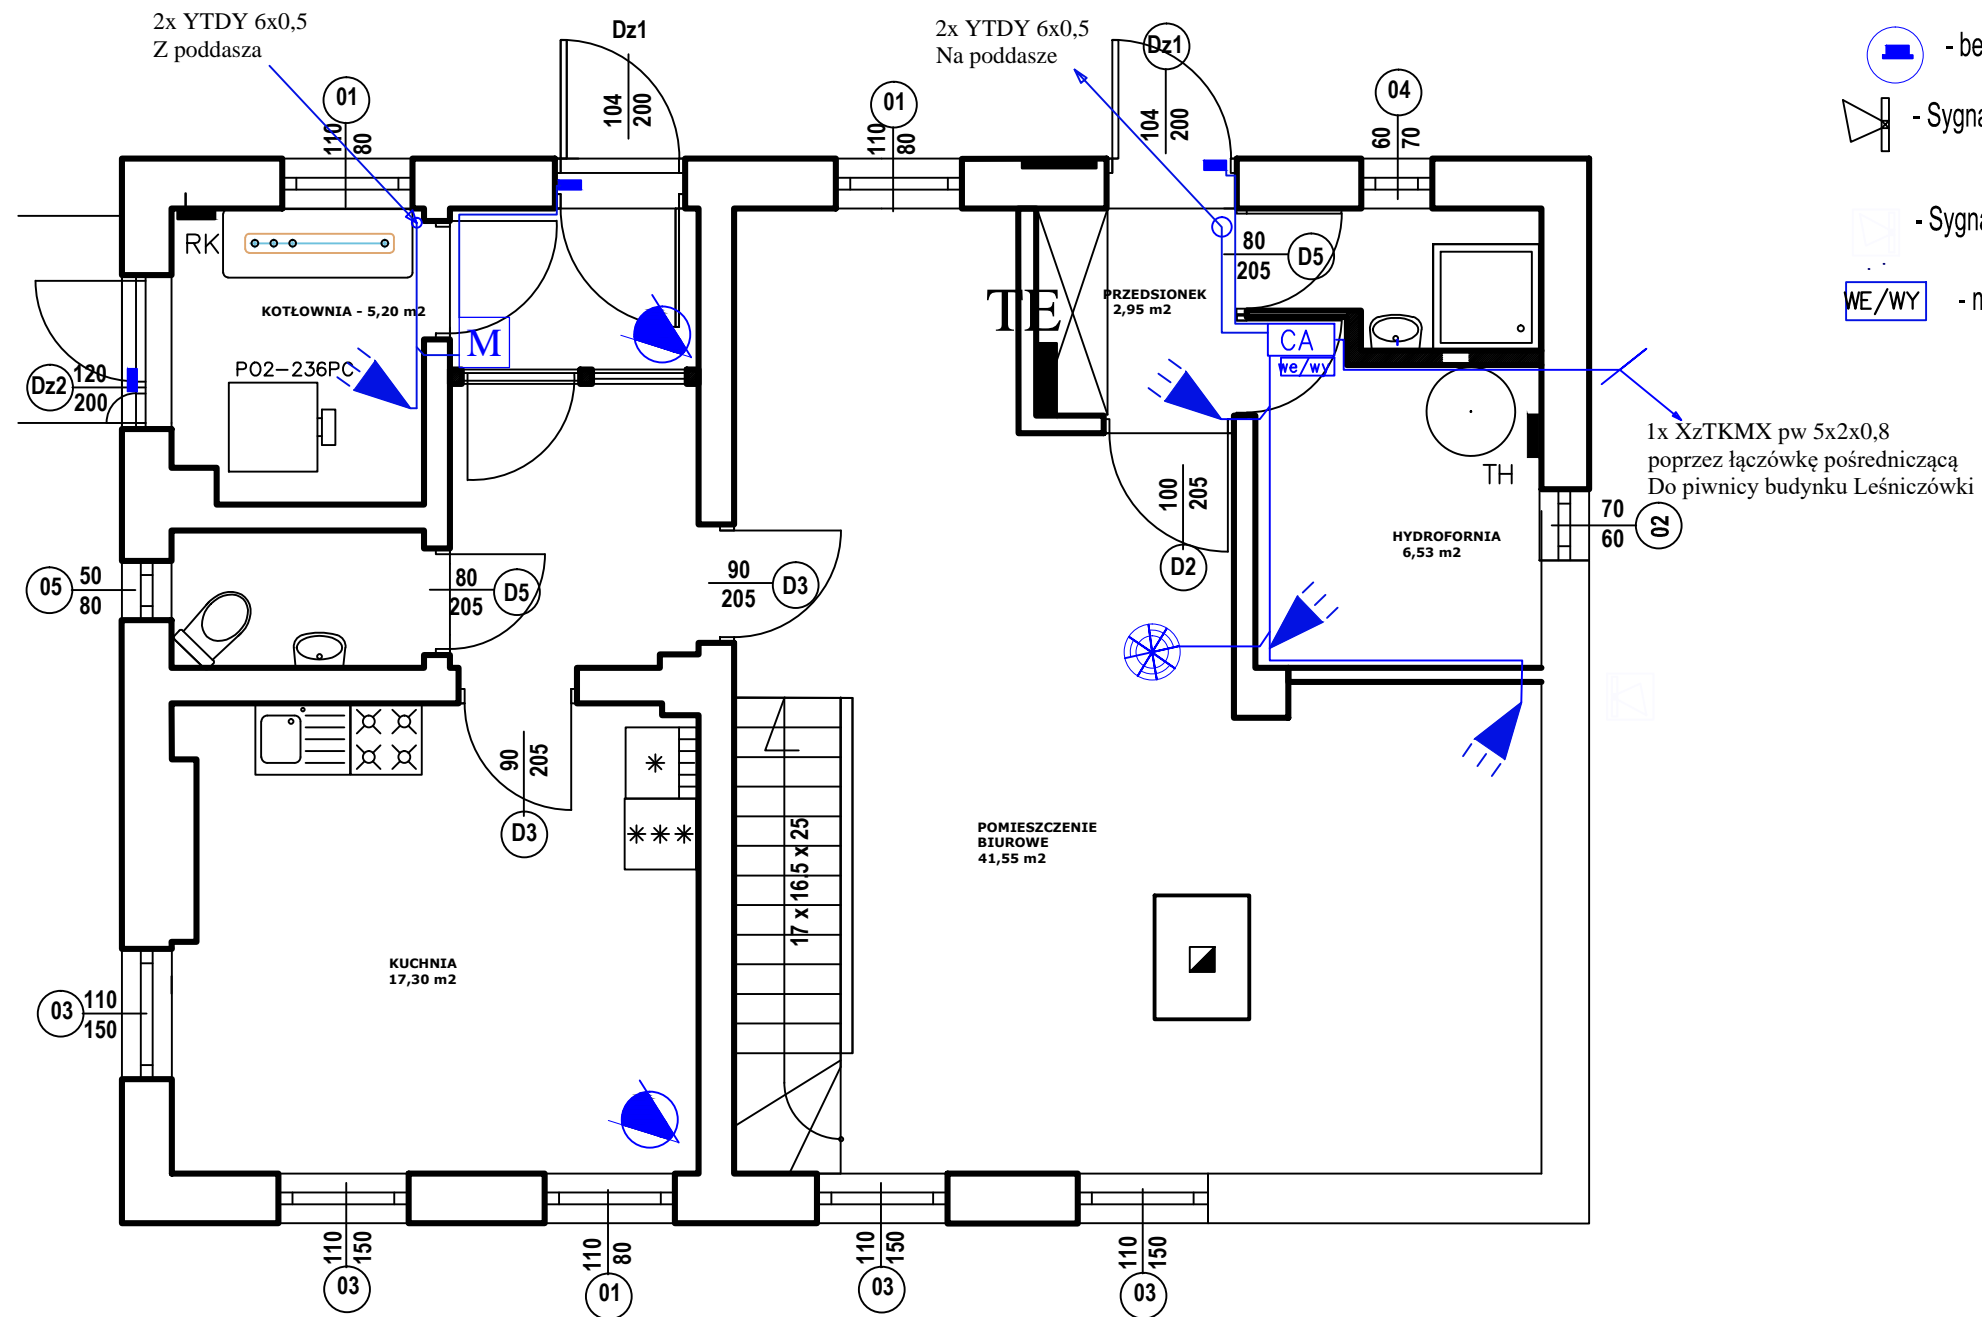 2x YTDY 6x0,5
Z poddasza
Dz1
104
200
01
110
80
2x YTDY 6x0,5
Na poddasze
Dz1
104
200
01
110
80
04
60
70
- be
- Sygna
- Sygna
WE/WY - n
RK
KOTŁOWNIA - 5,20 m2
PO2-236PC
M
Dz2
120
200
TE
PRZEDSIONEK
2,95 m2
80
205
D5
CA
we/wy
1x XzTKMX pw 5x2x0,8
poprzez łączówkę pośredniczącą
Do piwnicy budynku Leśniczówki
TH
100
205
D2
HYDROFORNIA
6,53 m2
70
60
02
05
50
80
80
205
D5
90
205
D3
90
205
D3
17 x 16.5 x 25
POMIESZCZENIE
BIUROWE
41,55 m2
KUCHNIA
17,30 m2
03
110
150
110
150
03
110
80
01
110
150
03
110
150
03